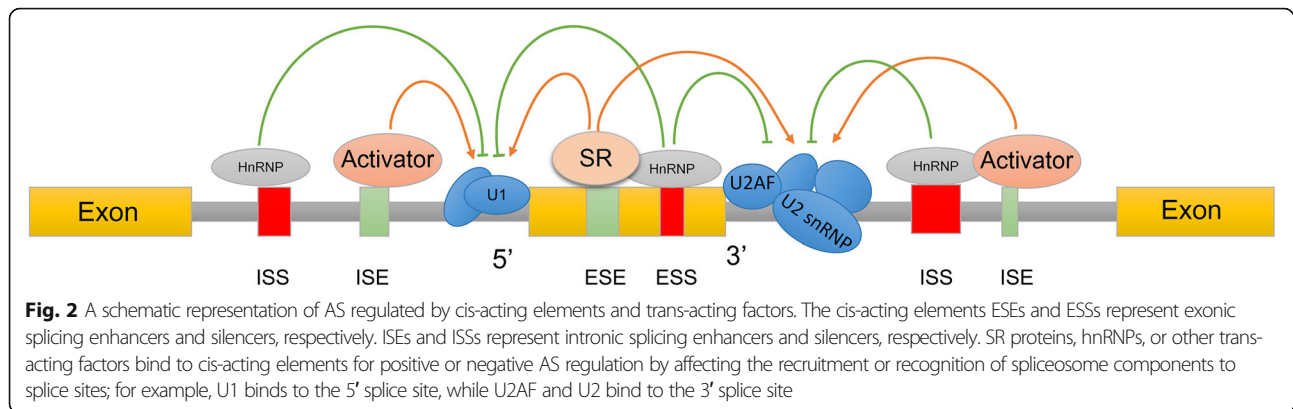 HnRNP
Activator
SR
HnRNP
HnRNP
Activator
Exon
U1
U2AF
U2 snRNP
Exon
5’
3’
ISS
ISE
ESE
ESS
ISS
ISE
Fig. 2 A schematic representation of AS regulated by cis-acting elements and trans-acting factors. The cis-acting elements ESEs and ESSs represent exonic
splicing enhancers and silencers, respectively. ISEs and ISSs represent intronic splicing enhancers and silencers, respectively. SR proteins, hnRNPs, or other trans-
acting factors bind to cis-acting elements for positive or negative AS regulation by affecting the recruitment or recognition of spliceosome components to
splice sites; for example, U1 binds to the 5′ splice site, while U2AF and U2 bind to the 3′ splice site